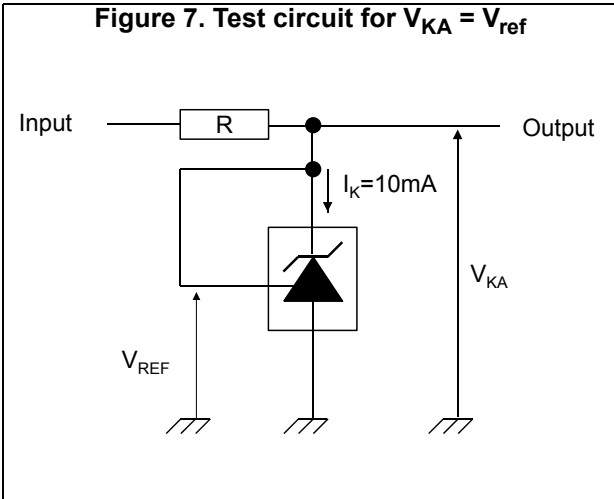 Figure 7. Test circuit for VKA = Vref
Input
R
Output
IK=10mA
VKA
VREF